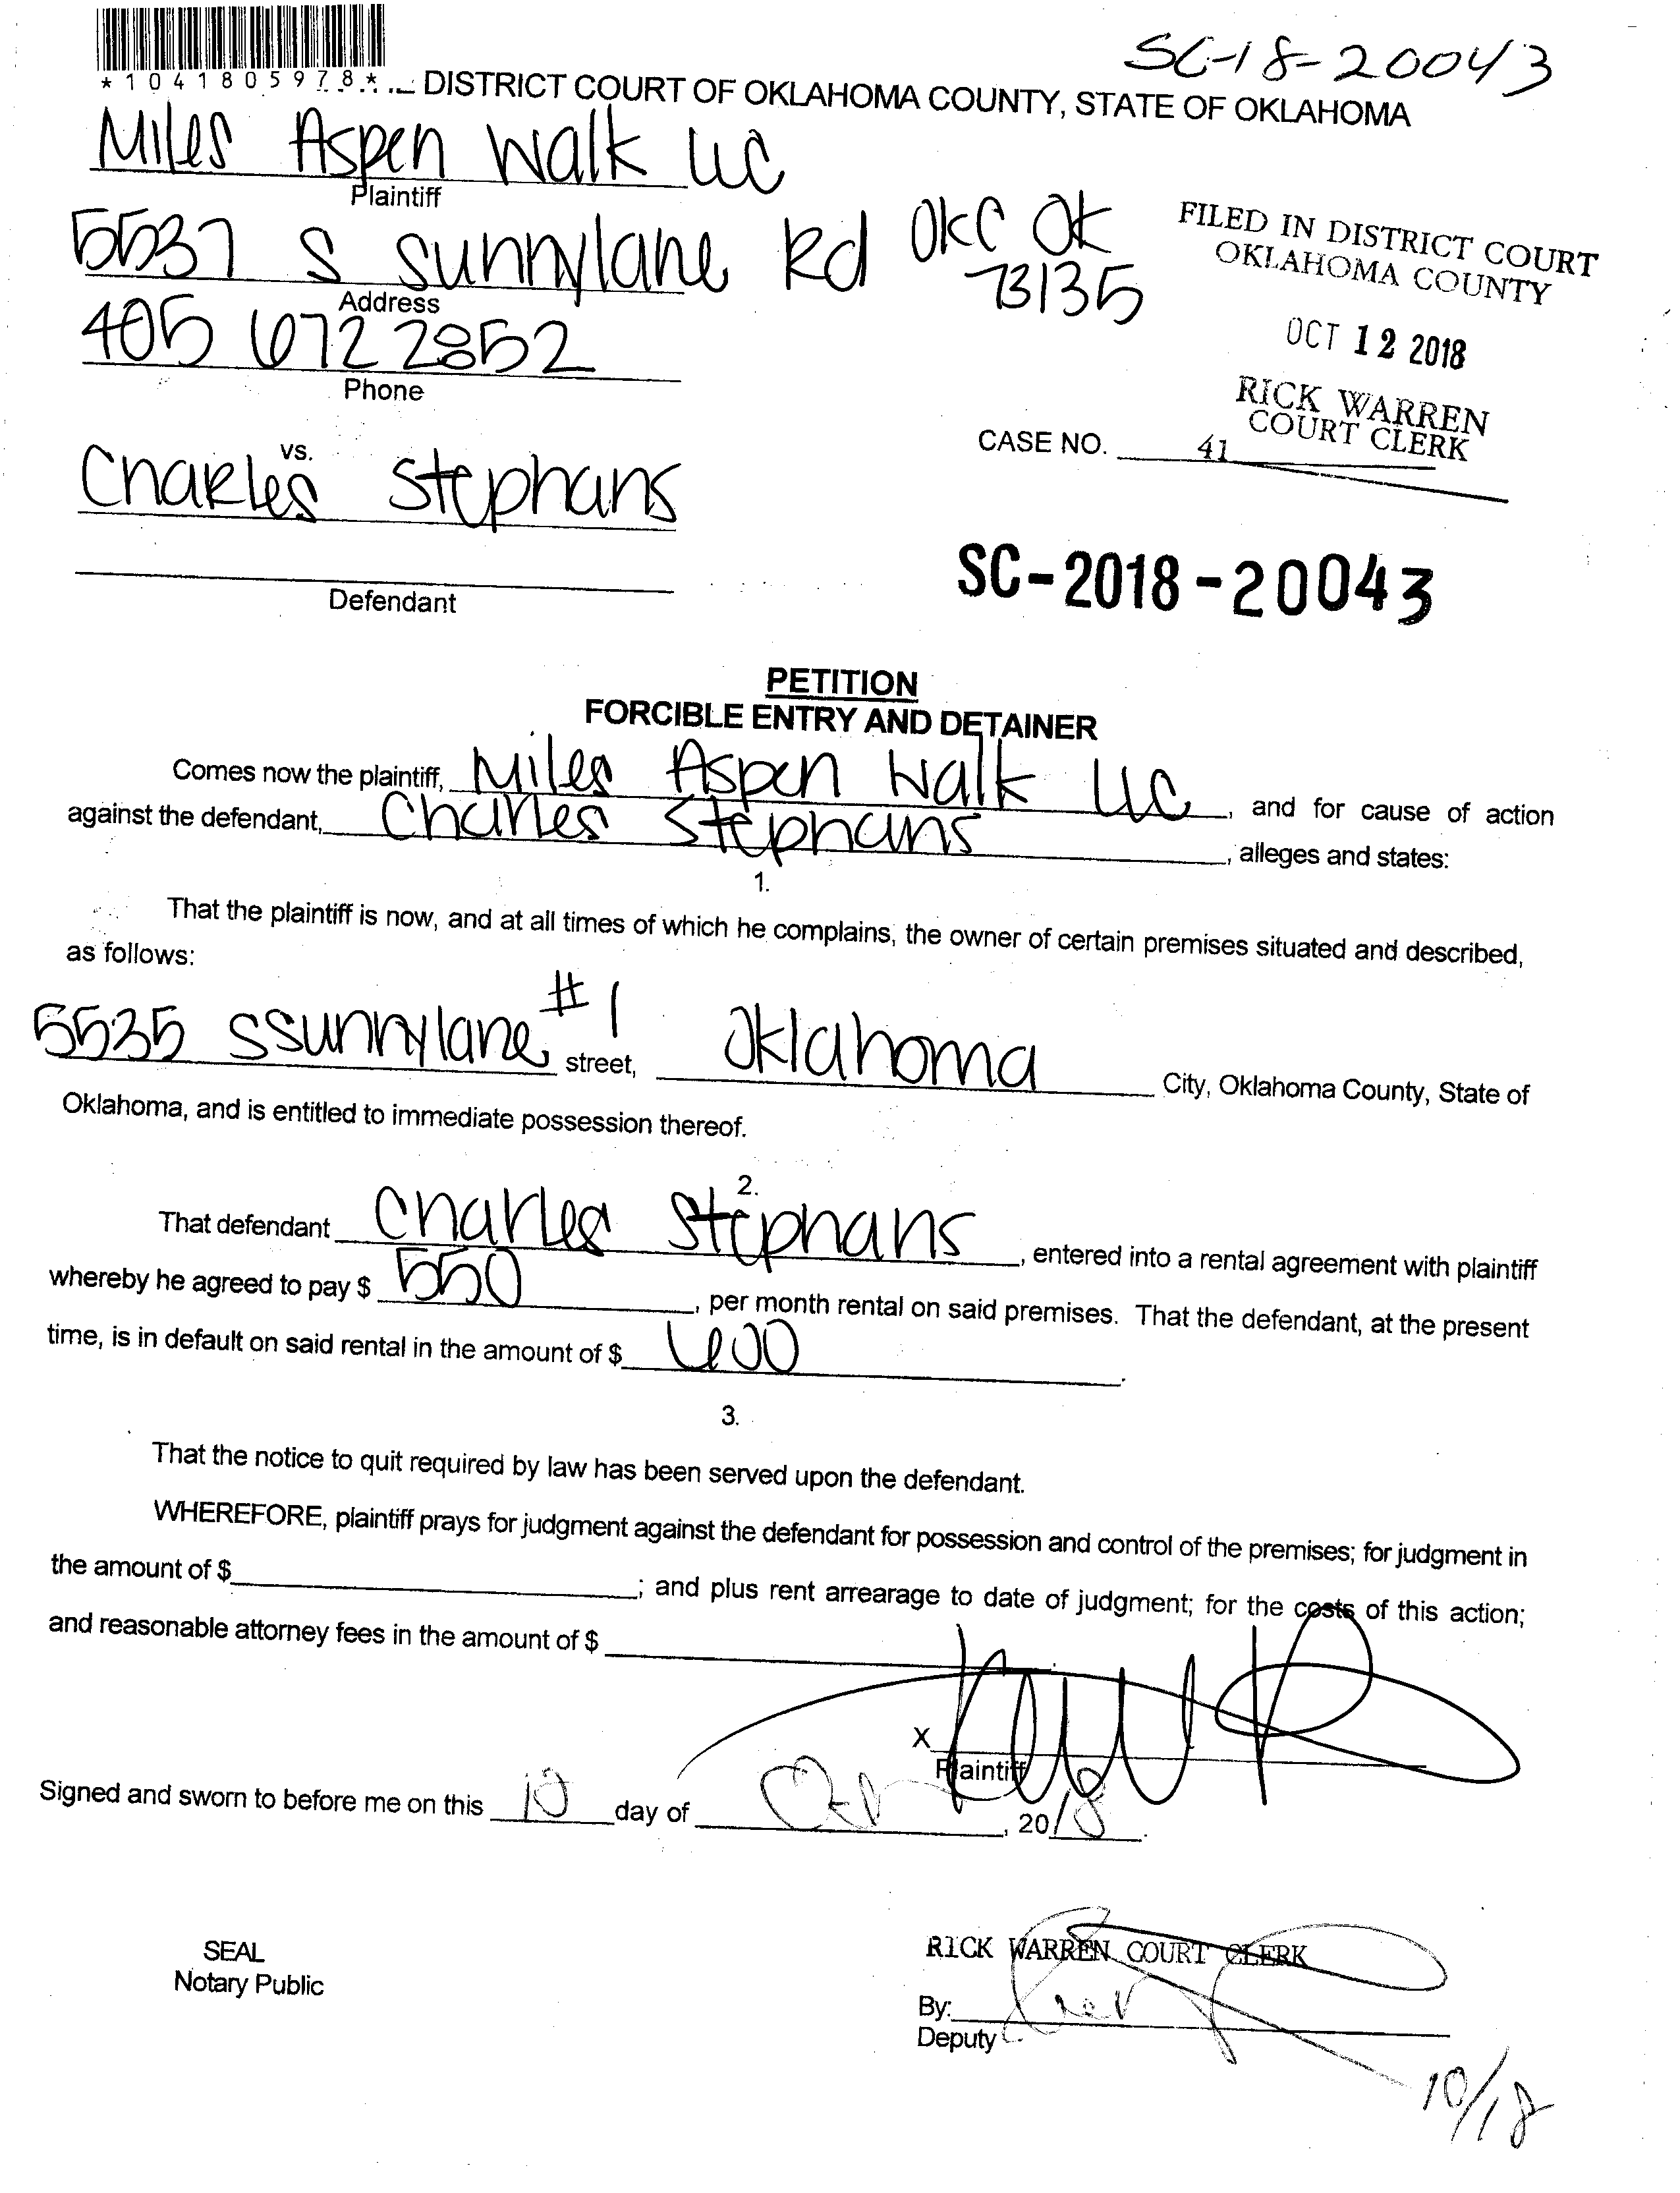 SC-18-20043
*1041805978*
DISTRICT COURT OF OKLAHOMA COUNTY, STATE OF OKLAHOMA
Miles Aspen Walk LLC
Plaintiff
5537 S Sunnylane Rd OKC OK
73135
Address
405 672 2852
Phone
FILED IN DISTRICT COURT
OKLAHOMA COUNTY
OCT 12 2018
RICK WARREN
COURT CLERK
CASE NO. 41
vs.
Charles Stephans
Defendant
SC-2018-20043
PETITION
FORCIBLE ENTRY AND DETAINER
Comes now the plaintiff, Miles Aspen Walk LLC, and for cause of action
against the defendant, Charles Stephans, alleges and states:
1.
That the plaintiff is now, and at all times of which he complains, the owner of certain premises situated and described,
as follows:
5535 S Sunnylane #1 street, Oklahoma City, Oklahoma County, State of
Oklahoma, and is entitled to immediate possession thereof.
2.
That defendant Charles Stephans, entered into a rental agreement with plaintiff
whereby he agreed to pay $ 550, per month rental on said premises. That the defendant, at the present
time, is in default on said rental in the amount of $ 600.
3.
That the notice to quit required by law has been served upon the defendant.
WHEREFORE, plaintiff prays for judgment against the defendant for possession and control of the premises; for judgment in
the amount of $ ; and plus rent arrearage to date of judgment; for the costs of this action;
and reasonable attorney fees in the amount of $
X
Plaintiff
Signed and sworn to before me on this day of , 2018.
SEAL
Notary Public
RICK WARREN COURT CLERK
By:
Deputy
10/18